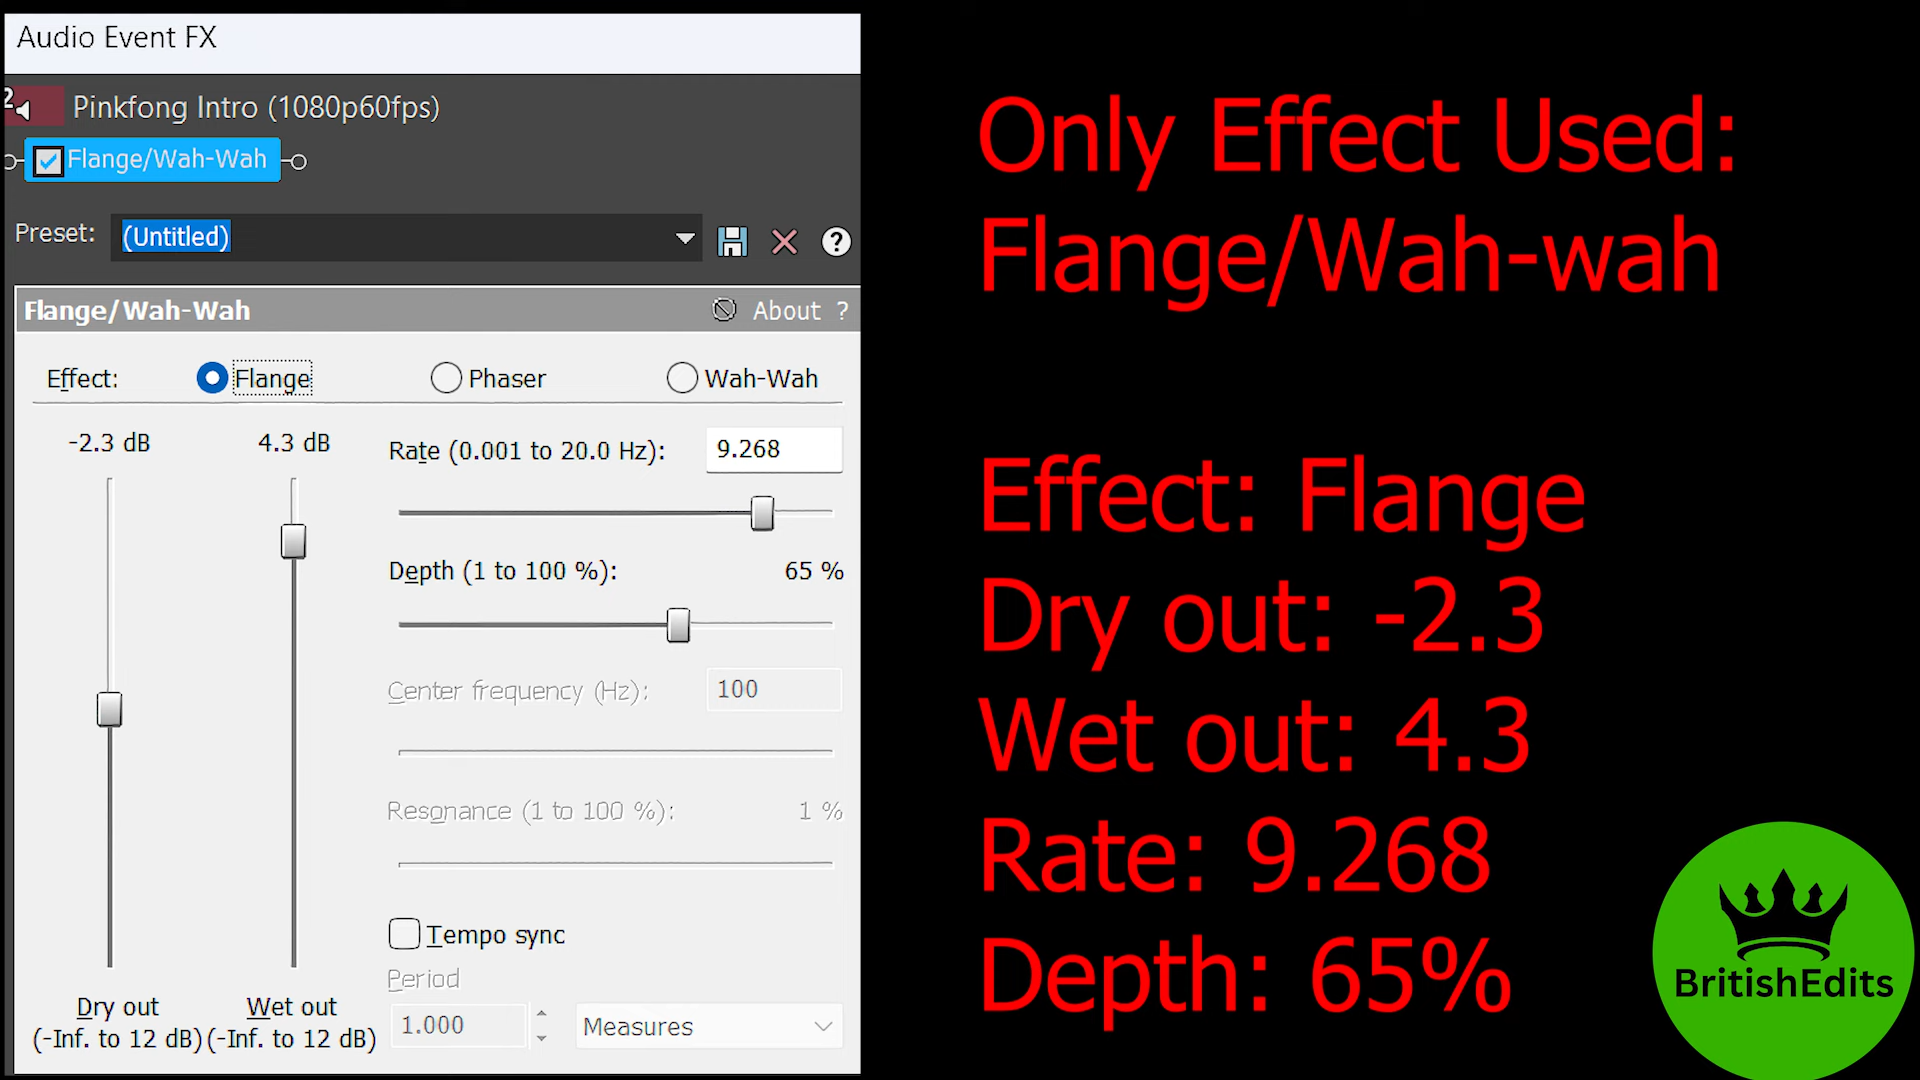 Audio Event FX
2
Pinkfong Intro (1080p60fps)
Flange/Wah-Wah
Preset:
(Untitled)
?
Flange/Wah-Wah
About ?
Effect:
Flange
Phaser
Wah-Wah
-2.3 dB
4.3 dB
Rate (0.001 to 20.0 Hz):
9.268
Depth (1 to 100 %):
65 %
Center frequency (Hz):
100
Resonance (1 to 100 %):
1 %
Tempo sync
Period
1.000
Measures
Dry out
(-Inf. to 12 dB)
Wet out
(-Inf. to 12 dB)
Only Effect Used:
Flange/Wah-wah
Effect: Flange
Dry out: -2.3
Wet out: 4.3
Rate: 9.268
Depth: 65%
BritishEdits